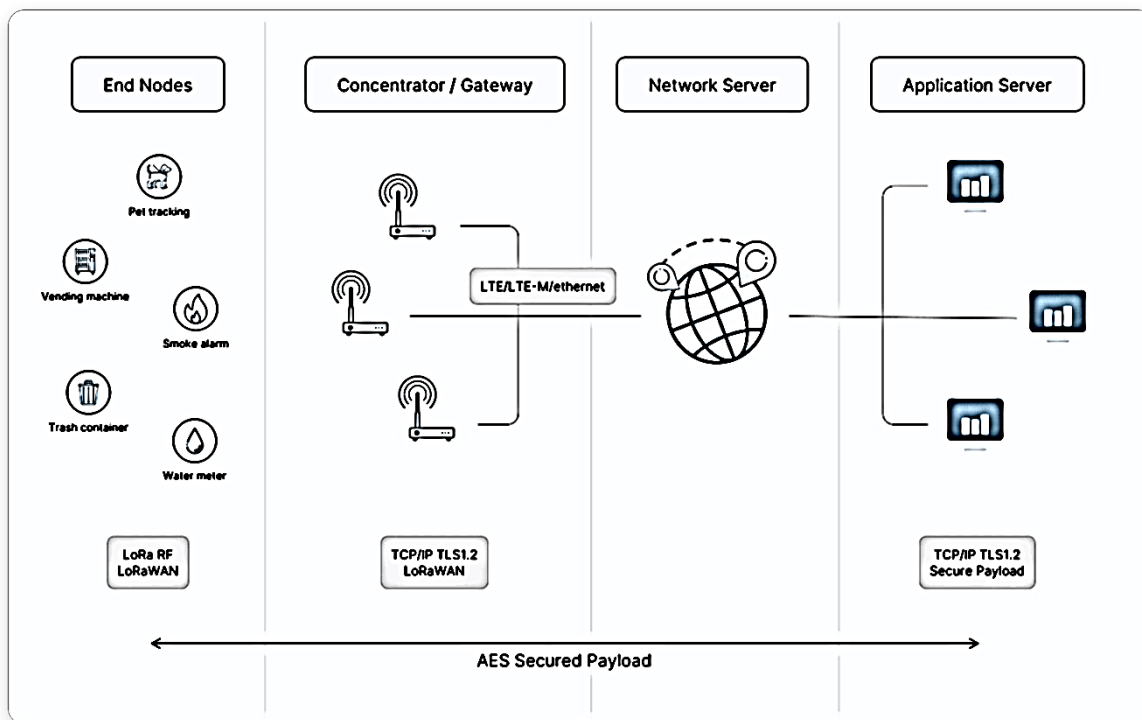 End Nodes
Concentrator / Gateway
Network Server
Application Server
Pet tracking
Vending machine
Smoke alarm
Trash container
Water meter
LTE/LTE-M/ethernet
LoRa RF
LoRaWAN
TCP/IP TLS1.2
LoRaWAN
TCP/IP TLS1.2
Secure Payload
AES Secured Payload